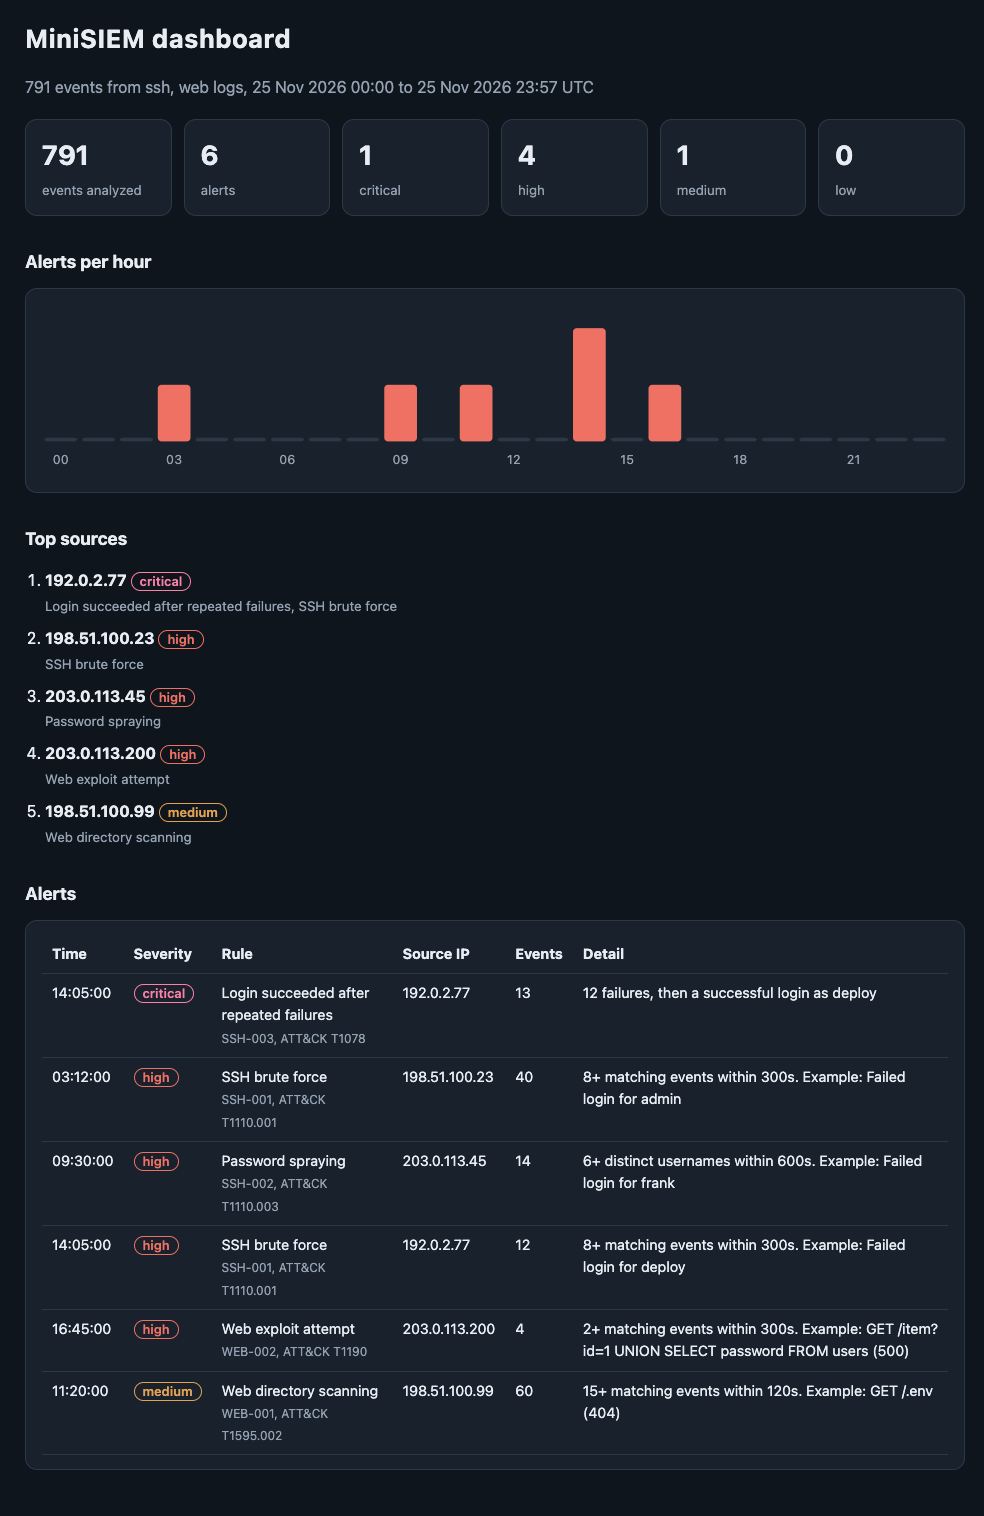 MiniSIEM dashboard
791 events from ssh, web logs, 25 Nov 2026 00:00 to 25 Nov 2026 23:57 UTC
791
events analyzed
6
alerts
1
critical
4
high
1
medium
0
low
Alerts per hour
00 03 06 09 12 15 18 21
Top sources
1. 192.0.2.77 critical
Login succeeded after repeated failures, SSH brute force
2. 198.51.100.23 high
SSH brute force
3. 203.0.113.45 high
Password spraying
4. 203.0.113.200 high
Web exploit attempt
5. 198.51.100.99 medium
Web directory scanning
Alerts
Time Severity Rule Source IP Events Detail
14:05:00 critical Login succeeded after 192.0.2.77 13 12 failures, then a successful login as deploy
repeated failures
SSH-003, ATT&CK T1078
03:12:00 high SSH brute force 198.51.100.23 40 8+ matching events within 300s. Example: Failed
SSH-001, ATT&CK login for admin
T1110.001
09:30:00 high Password spraying 203.0.113.45 14 6+ distinct usernames within 600s. Example: Failed
SSH-002, ATT&CK login for frank
T1110.003
14:05:00 high SSH brute force 192.0.2.77 12 8+ matching events within 300s. Example: Failed
SSH-001, ATT&CK login for deploy
T1110.001
16:45:00 high Web exploit attempt 203.0.113.200 4 2+ matching events within 300s. Example: GET /item?
WEB-002, ATT&CK T1190 id=1 UNION SELECT password FROM users (500)
11:20:00 medium Web directory scanning 198.51.100.99 60 15+ matching events within 120s. Example: GET /.env
WEB-001, ATT&CK (404)
T1595.002